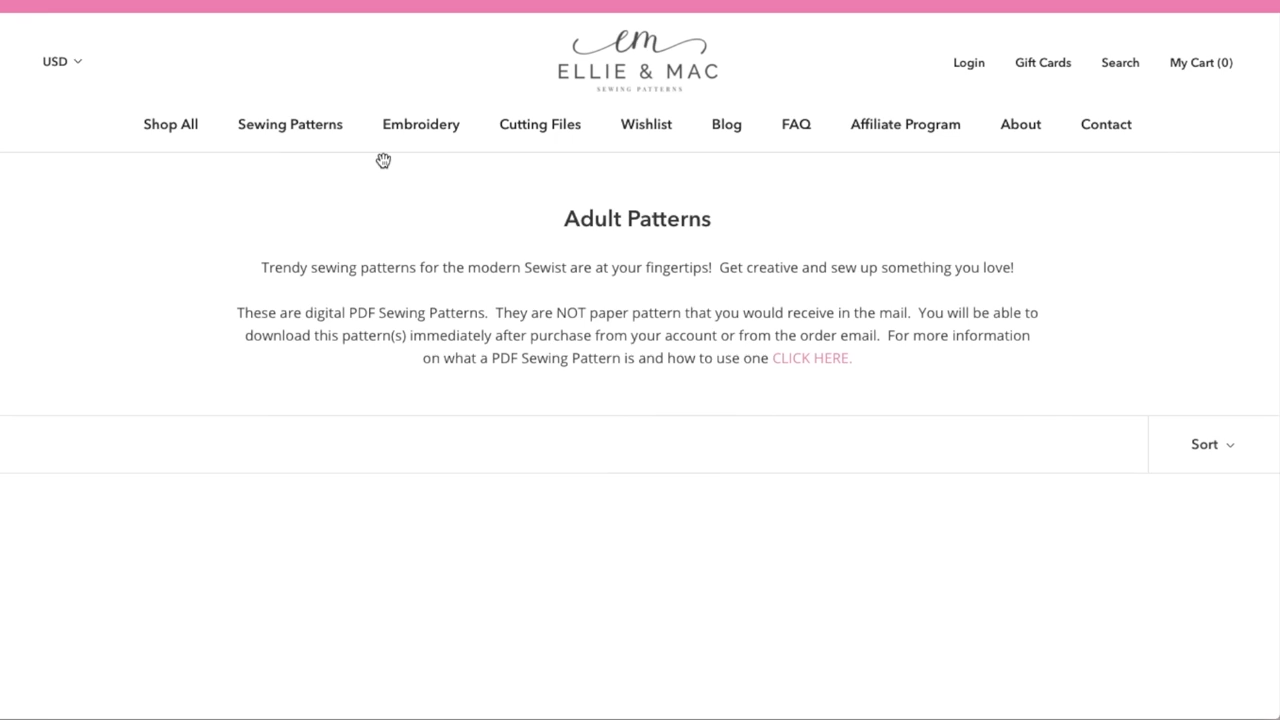 USD
em
ELLIE & MAC
SEWING PATTERNS
Login Gift Cards Search My Cart (0)
Shop All Sewing Patterns Embroidery Cutting Files Wishlist Blog FAQ Affiliate Program About Contact
Adult Patterns
Trendy sewing patterns for the modern Sewist are at your fingertips! Get creative and sew up something you love!
These are digital PDF Sewing Patterns. They are NOT paper pattern that you would receive in the mail. You will be able to
download this pattern(s) immediately after purchase from your account or from the order email. For more information
on what a PDF Sewing Pattern is and how to use one CLICK HERE.
Sort